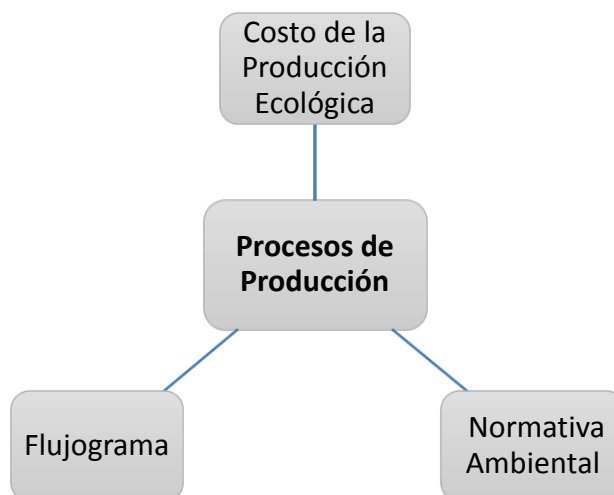 Costo de la
Producción
Ecológica
Procesos de
Producción
Flujograma
Normativa
Ambiental